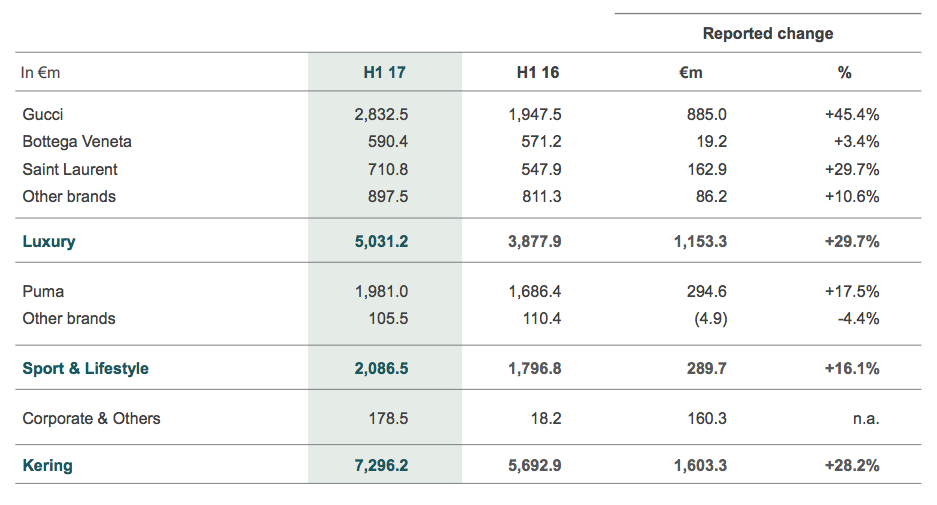 Reported change
In €m H1 17 H1 16 €m %
Gucci 2,832.5 1,947.5 885.0 +45.4%
Bottega Veneta 590.4 571.2 19.2 +3.4%
Saint Laurent 710.8 547.9 162.9 +29.7%
Other brands 897.5 811.3 86.2 +10.6%
Luxury 5,031.2 3,877.9 1,153.3 +29.7%
Puma 1,981.0 1,686.4 294.6 +17.5%
Other brands 105.5 110.4 (4.9) -4.4%
Sport & Lifestyle 2,086.5 1,796.8 289.7 +16.1%
Corporate & Others 178.5 18.2 160.3 n.a.
Kering 7,296.2 5,692.9 1,603.3 +28.2%